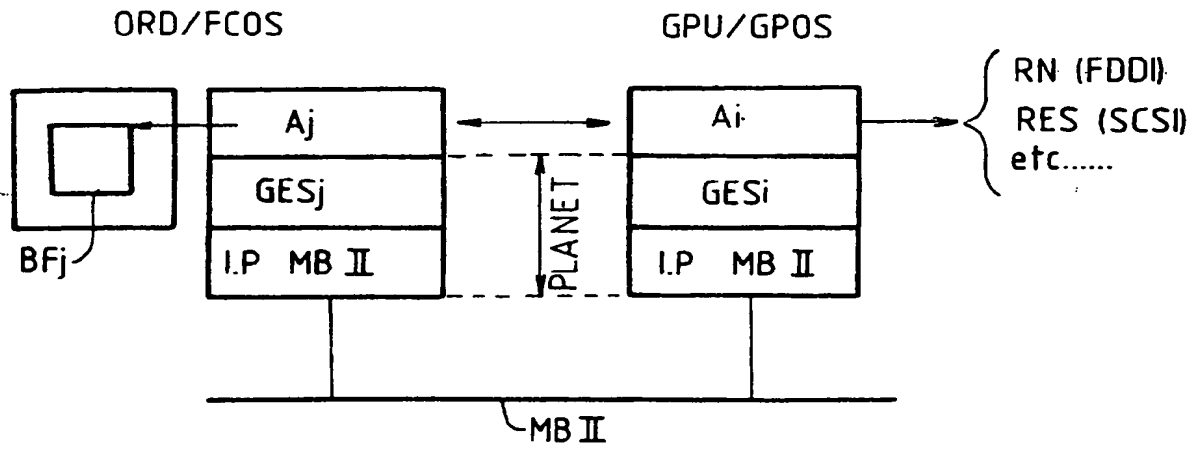 ORD/FCOS
GPU/GPOS
Aj
Ai
RN (FDDI)
RES (SCSI)
etc......
GESj
GESi
PLANET
BFj
I.P MB II
I.P MB II
MB II